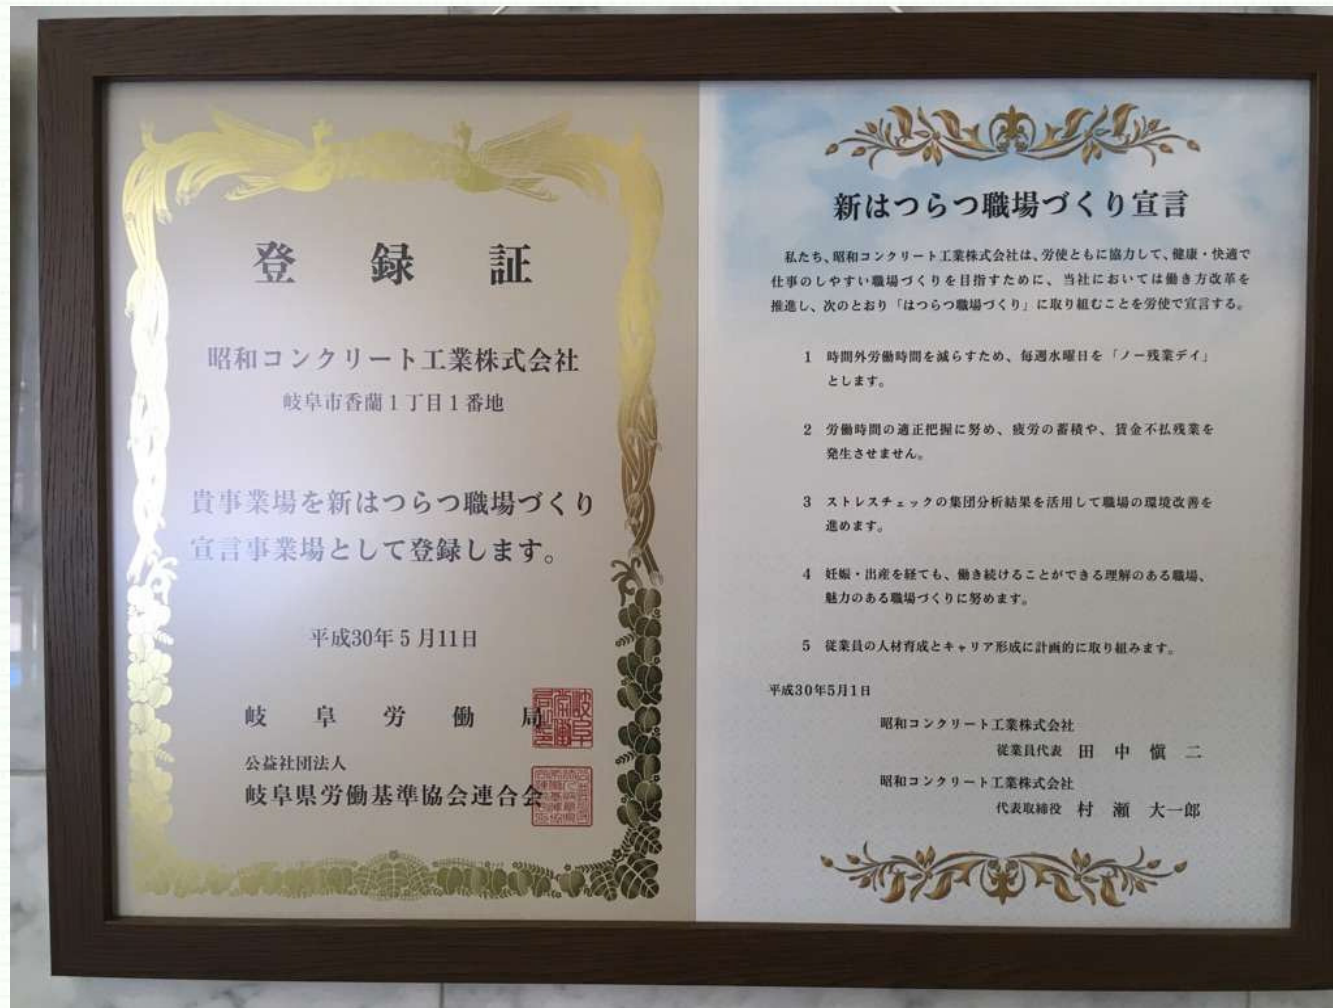 登録証
昭和コンクリート工業株式会社
岐阜市香蘭1丁目1番地
貴事業場を新はつらつ職場づくり
宣言事業場として登録します。
平成30年5月11日
岐阜労働局
公益社団法人
岐阜県労働基準協会連合会
新はつらつ職場づくり宣言
私たち、昭和コンクリート工業株式会社は、労使ともに協力して、健康・快適で
仕事のしやすい職場づくりを目指すために、当社においては働き方改革を
推進し、次のとおり「はつらつ職場づくり」に取り組むことを労使で宣言する。
1 時間外労働時間を減らすため、毎週水曜日を「ノー残業デイ」
とします。
2 労働時間の適正把握に努め、疲労の蓄積や、賃金不払残業を
発生させません。
3 ストレスチェックの集団分析結果を活用して職場の環境改善を
進めます。
4 妊娠・出産を経ても、働き続けることができる理解のある職場、
魅力のある職場づくりに努めます。
5 従業員の人材育成とキャリア形成に計画的に取り組みます。
平成30年5月1日
昭和コンクリート工業株式会社
従業員代表 田中愼二
昭和コンクリート工業株式会社
代表取締役 村瀬大一郎